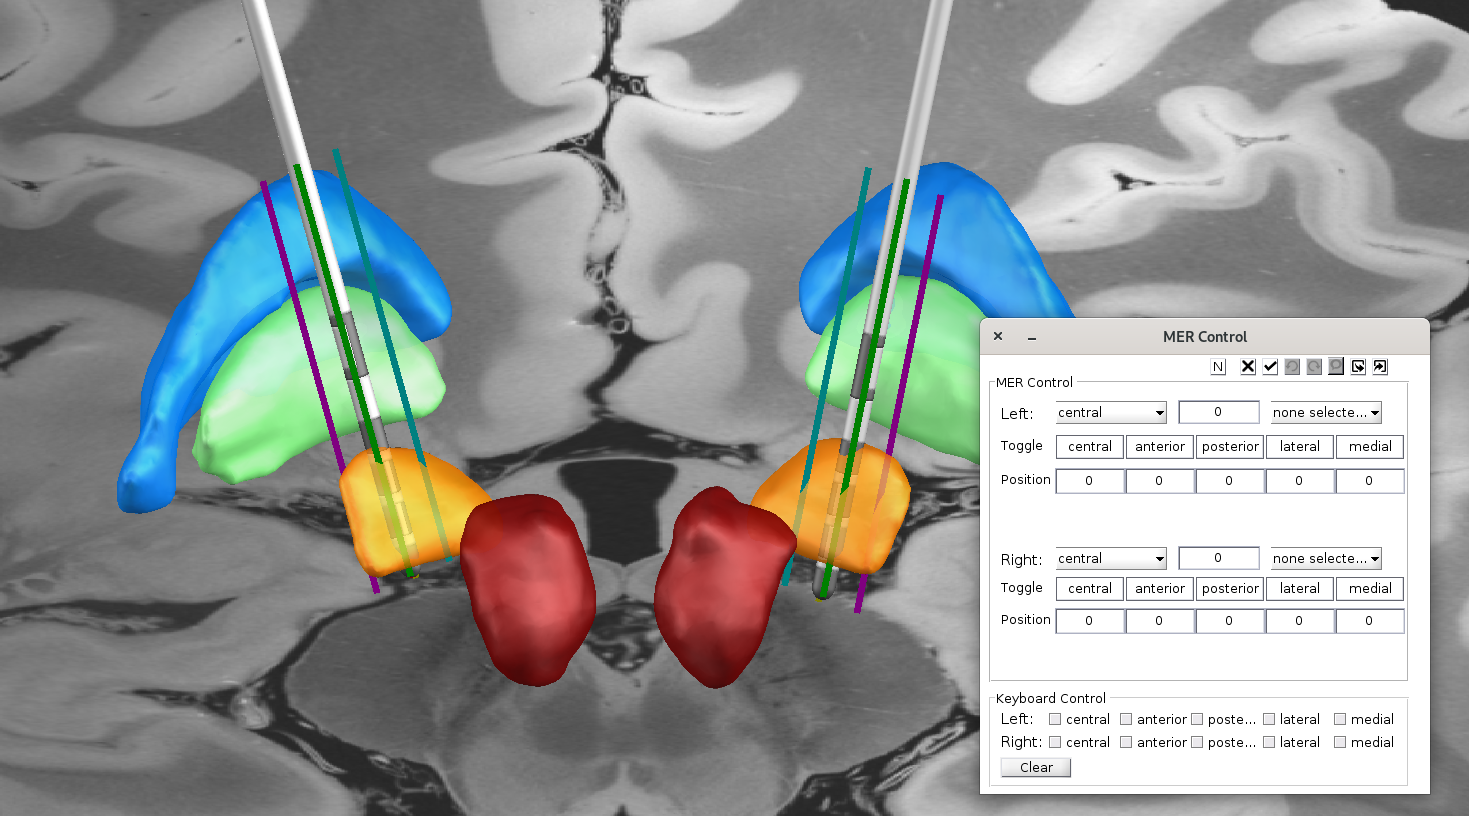 MER Control
N
MER Control
Left: central 0 none selecte...
Toggle central anterior posterior lateral medial
Position 0 0 0 0 0
Right: central 0 none selecte...
Toggle central anterior posterior lateral medial
Position 0 0 0 0 0
Keyboard Control
Left: central anterior poste... lateral medial
Right: central anterior poste... lateral medial
Clear